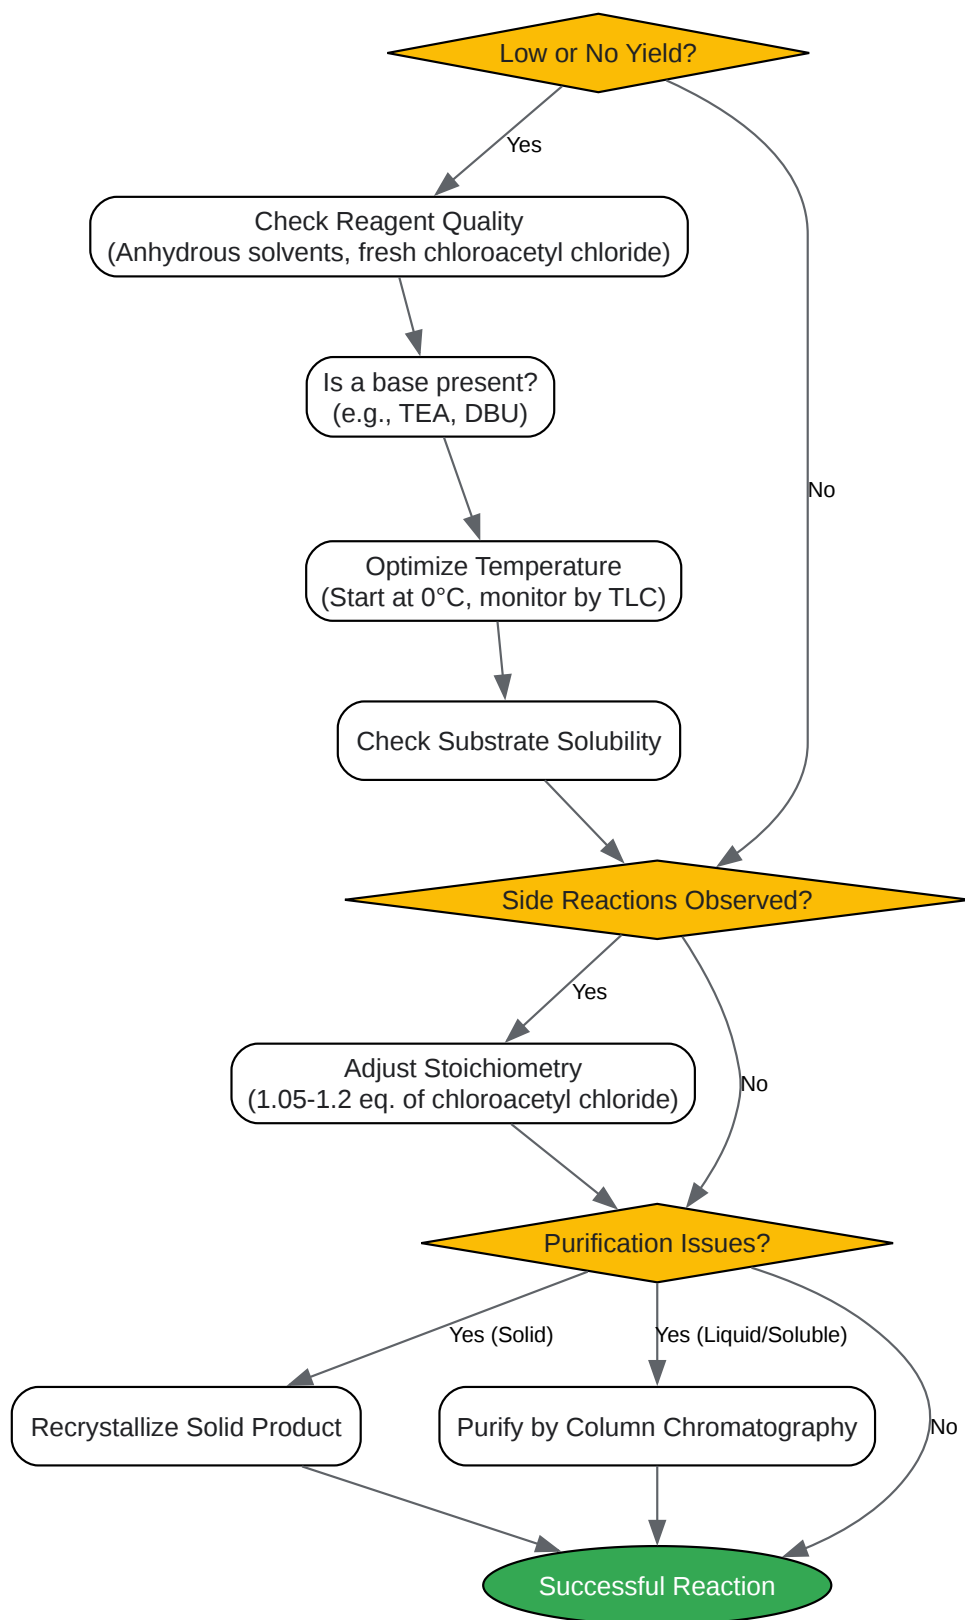 Low or No Yield?
Yes
Check Reagent Quality
(Anhydrous solvents, fresh chloroacetyl chloride)
Is a base present?
(e.g., TEA, DBU)
No
Optimize Temperature
(Start at 0°C, monitor by TLC)
Check Substrate Solubility
Side Reactions Observed?
Yes
Adjust Stoichiometry
(1.05-1.2 eq. of chloroacetyl chloride)
No
Purification Issues?
Yes (Solid)
Yes (Liquid/Soluble)
No
Recrystallize Solid Product
Purify by Column Chromatography
Successful Reaction